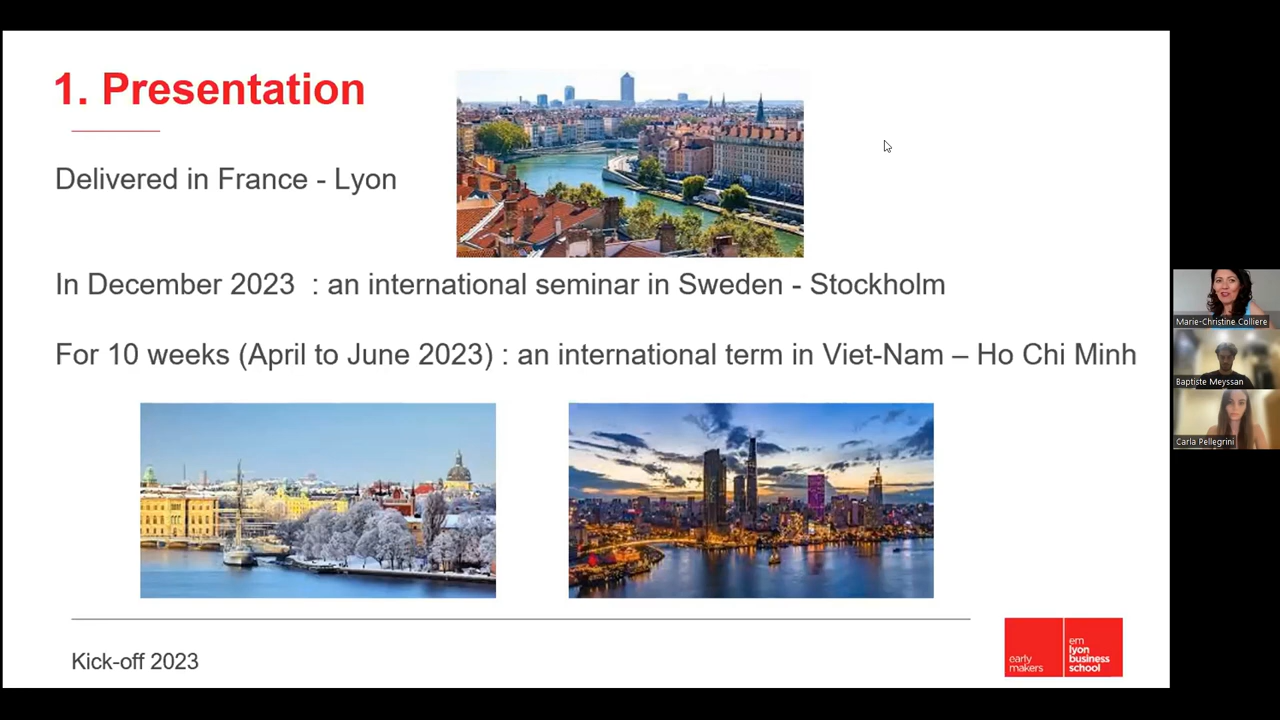 1. Presentation
Delivered in France - Lyon
In December 2023 : an international seminar in Sweden - Stockholm
For 10 weeks (April to June 2023) : an international term in Viet-Nam – Ho Chi Minh
Marie-Christine Colliere
Baptiste Meyssan
Carla Pellegrini
Kick-off 2023
early
makers
em
lyon
business
school